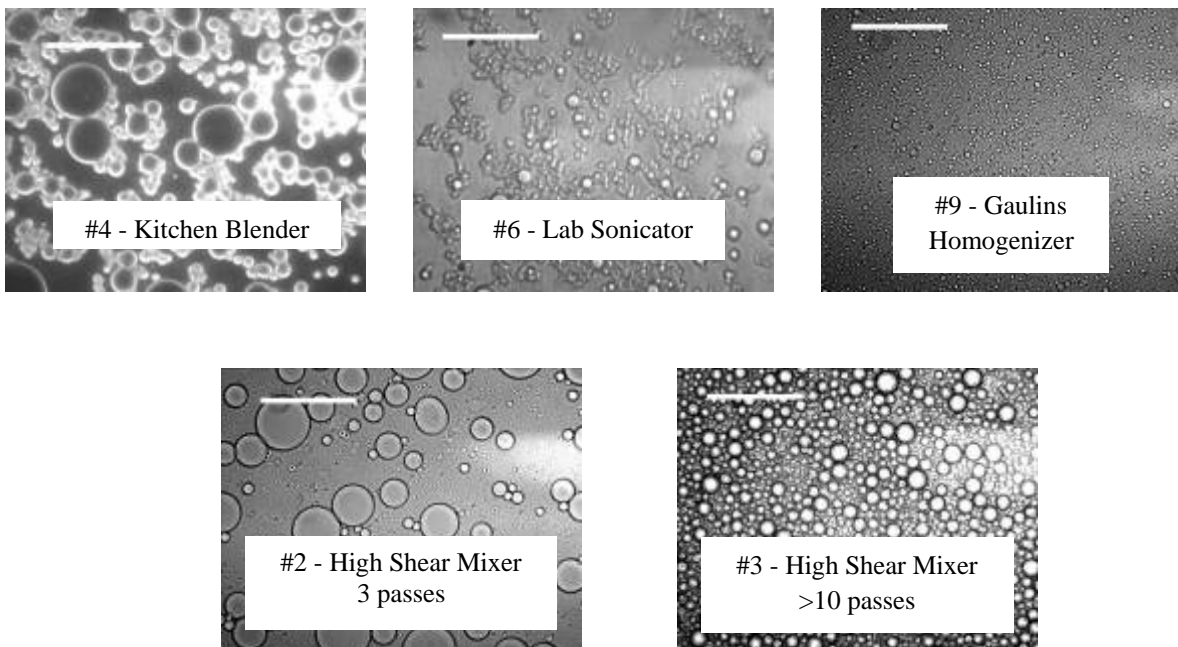 #4 - Kitchen Blender
#6 - Lab Sonicator
#9 - Gaulins
Homogenizer
#2 - High Shear Mixer
3 passes
#3 - High Shear Mixer
>10 passes